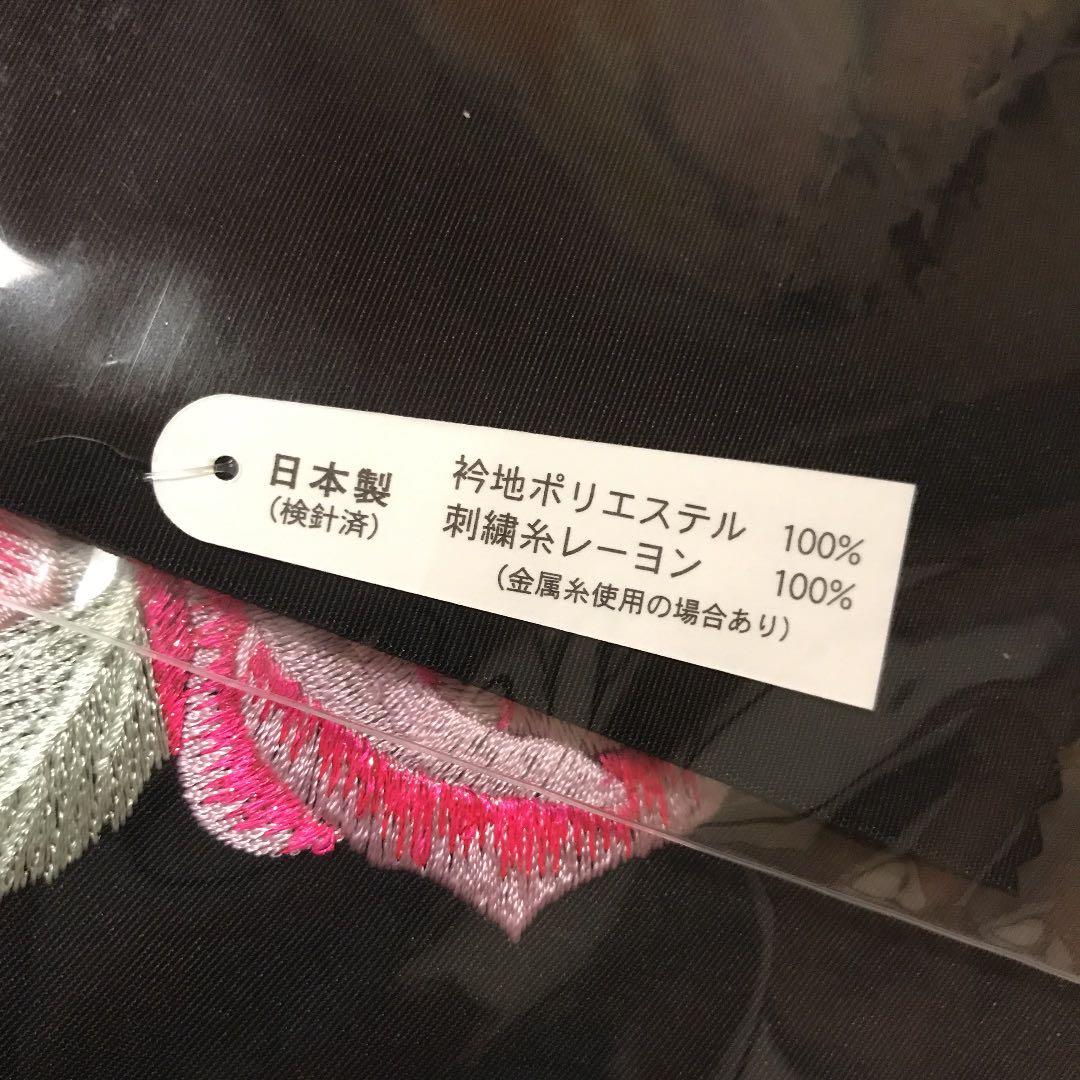 日本製
(検針済)
衿地ポリエステル 100%
刺繍糸レーヨン 100%
(金属糸使用の場合あり)